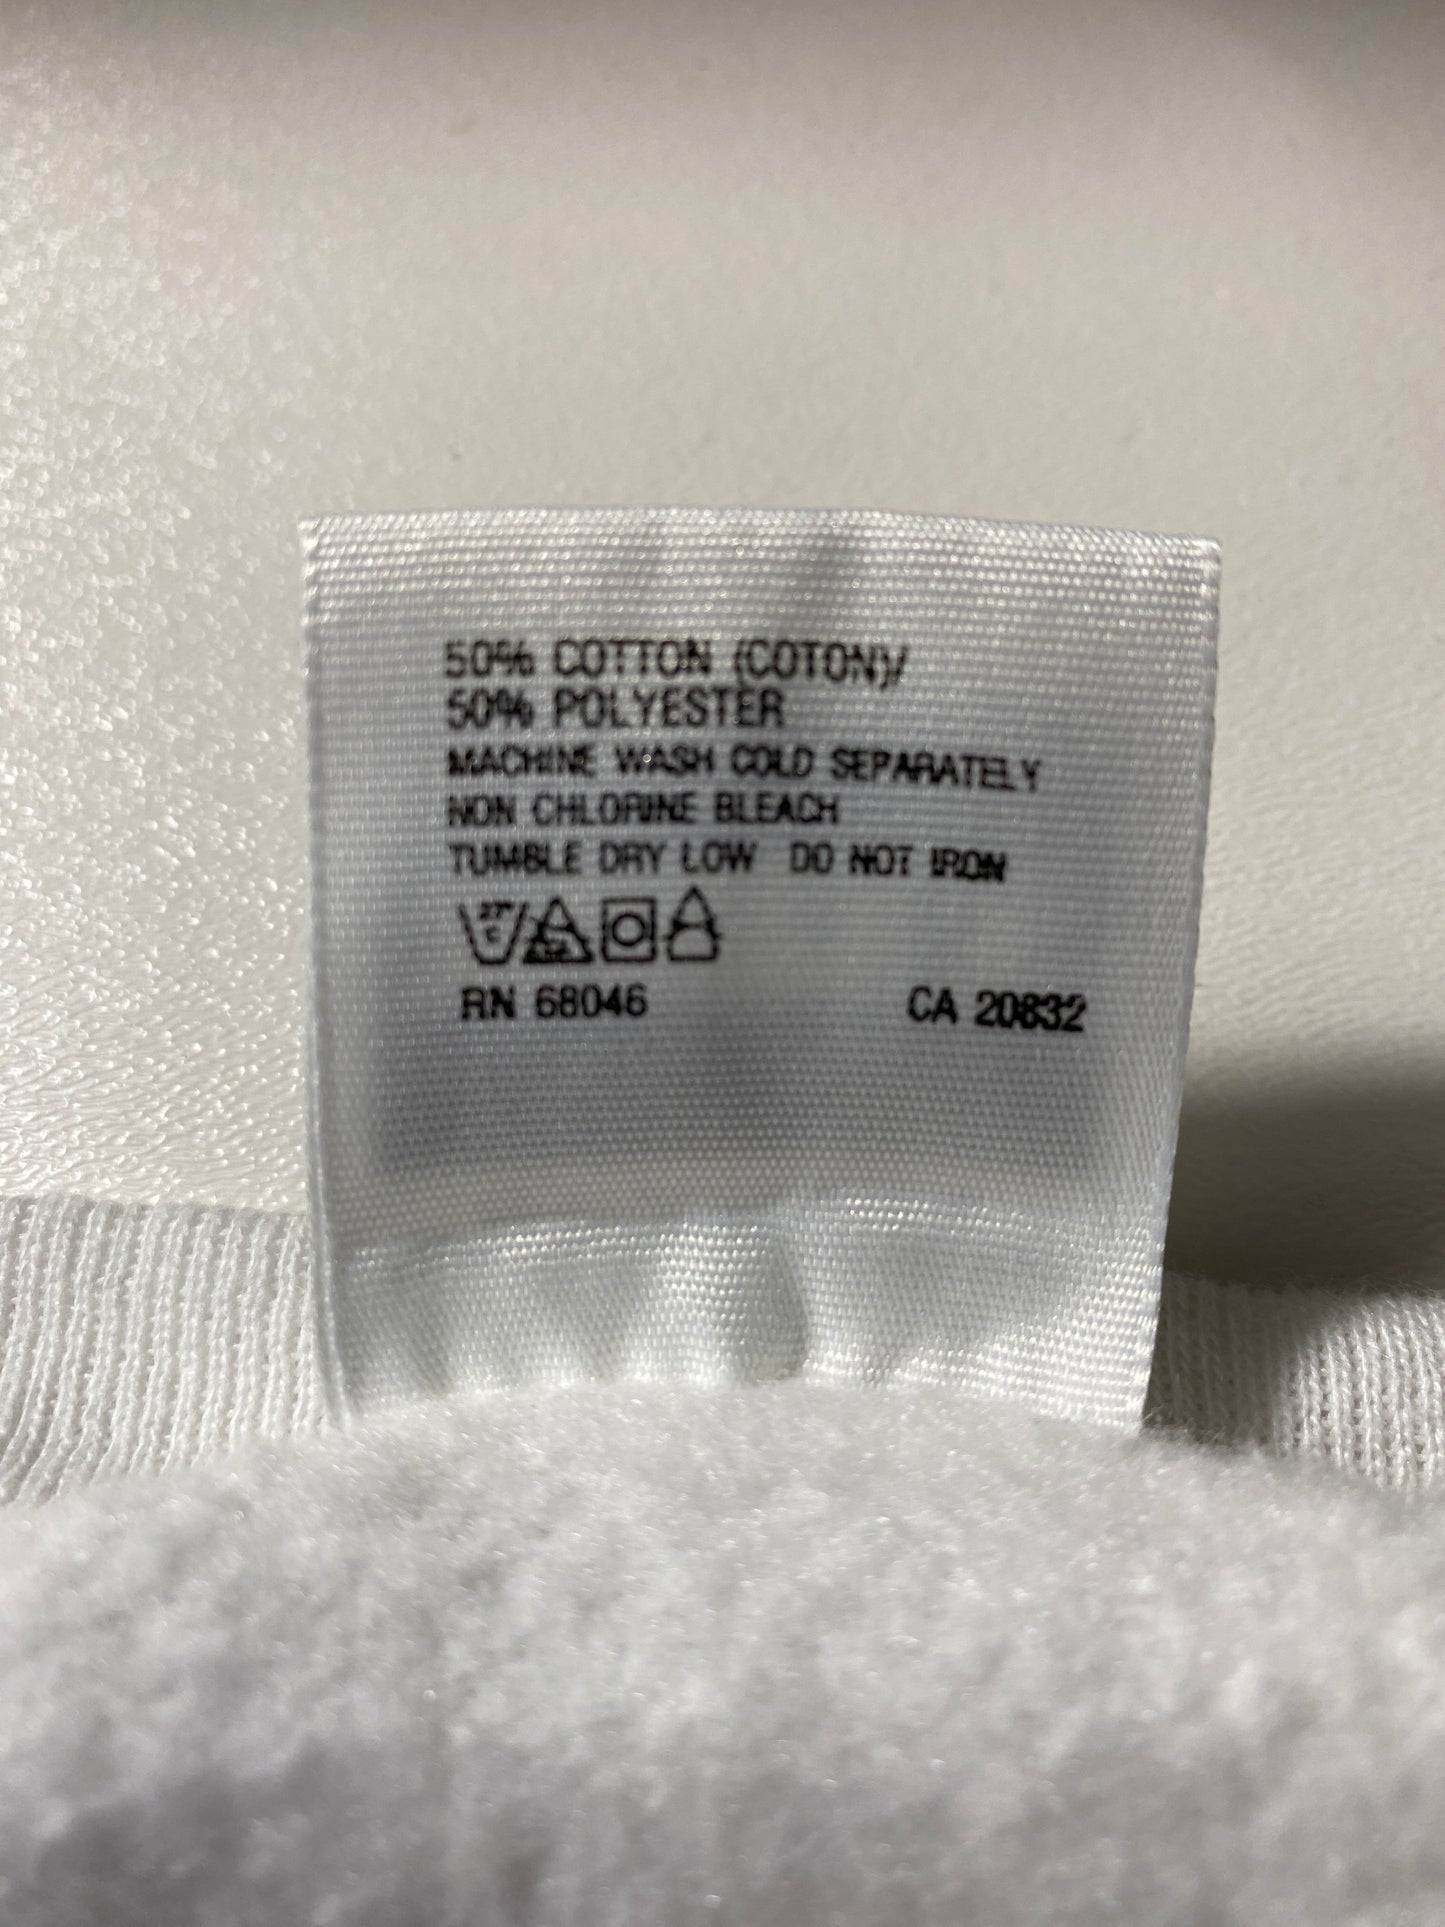 50% COTTON (COTON)/
50% POLYESTER
MACHINE WASH COLD SEPARATELY
NON CHLORINE BLEACH
TUMBLE DRY LOW DO NOT IRON
RN 68046 CA 20832